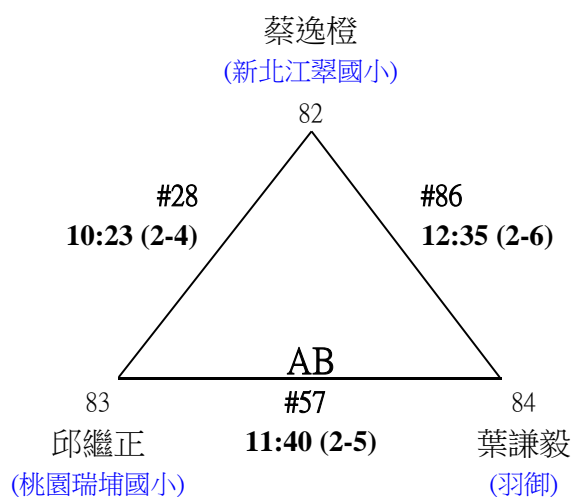 蔡逸橙
(新北江翠國小)
82
#28
10:23 (2-4)
#86
12:35 (2-6)
AB
83
#57
84
邱繼正
11:40 (2-5)
葉謙毅
(桃園瑞埔國小)
(羽御)